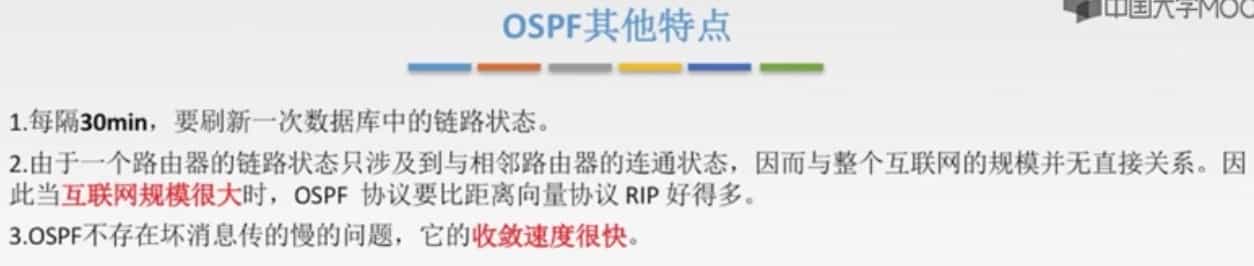 中国大学MOO
OSPF其他特点
1.每隔30min，要刷新一次数据库中的链路状态。
2.由于一个路由器的链路状态只涉及到与相邻路由器的连通状态，因而与整个互联网的规模并无直接关系。因
此当互联网规模很大时，OSPF 协议要比距离向量协议 RIP 好得多。
3.OSPF不存在坏消息传的慢的问题，它的收敛速度很快。